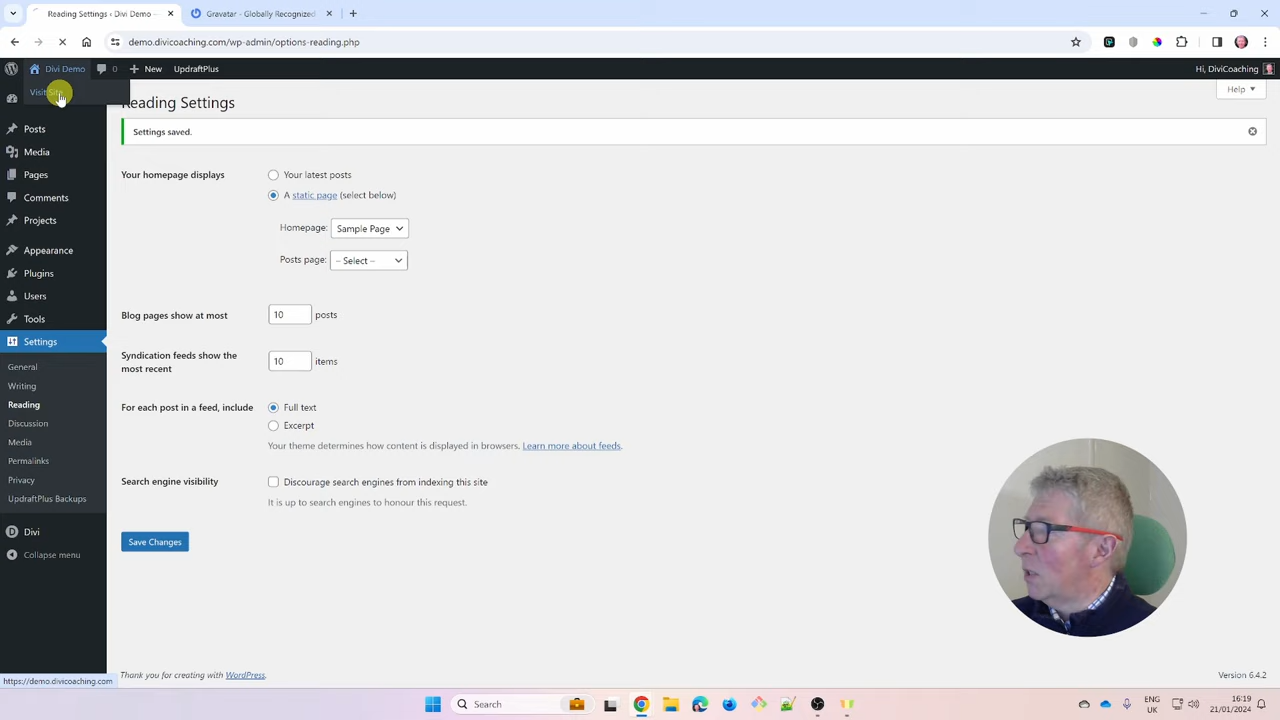 Reading Settings ‹ Divi Demo —
Gravatar - Globally Recognized
demo.divicoaching.com/wp-admin/options-reading.php
Divi Demo
0
New
UpdraftPlus
Hi, DiviCoaching
Visit Site
Help
Reading Settings
Settings saved.
Posts
Media
Pages
Comments
Projects
Appearance
Plugins
Users
Tools
Settings
General
Writing
Reading
Discussion
Media
Permalinks
Privacy
UpdraftPlus Backups
Divi
Collapse menu
Your homepage displays
Your latest posts
A static page (select below)
Homepage: Sample Page
Posts page: -- Select --
Blog pages show at most
10 posts
Syndication feeds show the
most recent
10 items
For each post in a feed, include
Full text
Excerpt
Your theme determines how content is displayed in browsers. Learn more about feeds.
Search engine visibility
Discourage search engines from indexing this site
It is up to search engines to honour this request.
Save Changes
https://demo.divicoaching.com
Thank you for creating with WordPress.
Version 6.4.2
Search
ENG
UK
16:19
21/01/2024